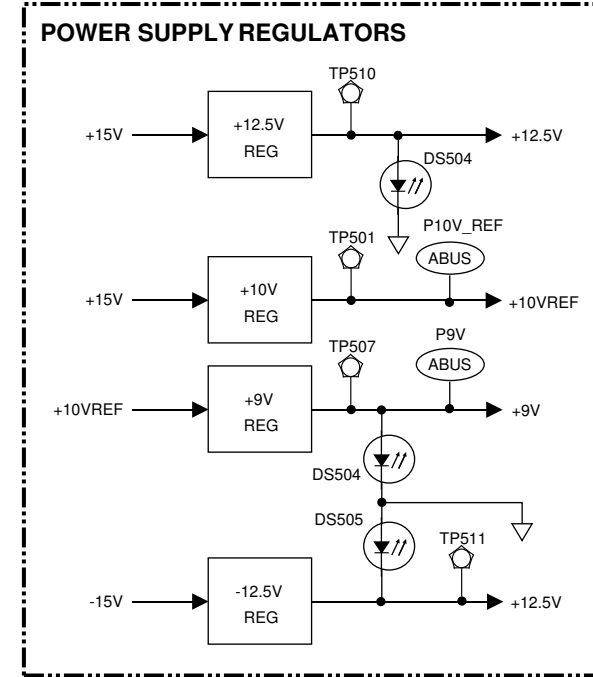 POWER SUPPLY REGULATORS
TP510
+15V
+12.5V
REG
+12.5V
DS504
P10V_REF
TP501
ABUS
+15V
+10V
REG
+10VREF
P9V
TP507
ABUS
+10VREF
+9V
REG
+9V
DS504
DS505
TP511
-15V
-12.5V
REG
+12.5V